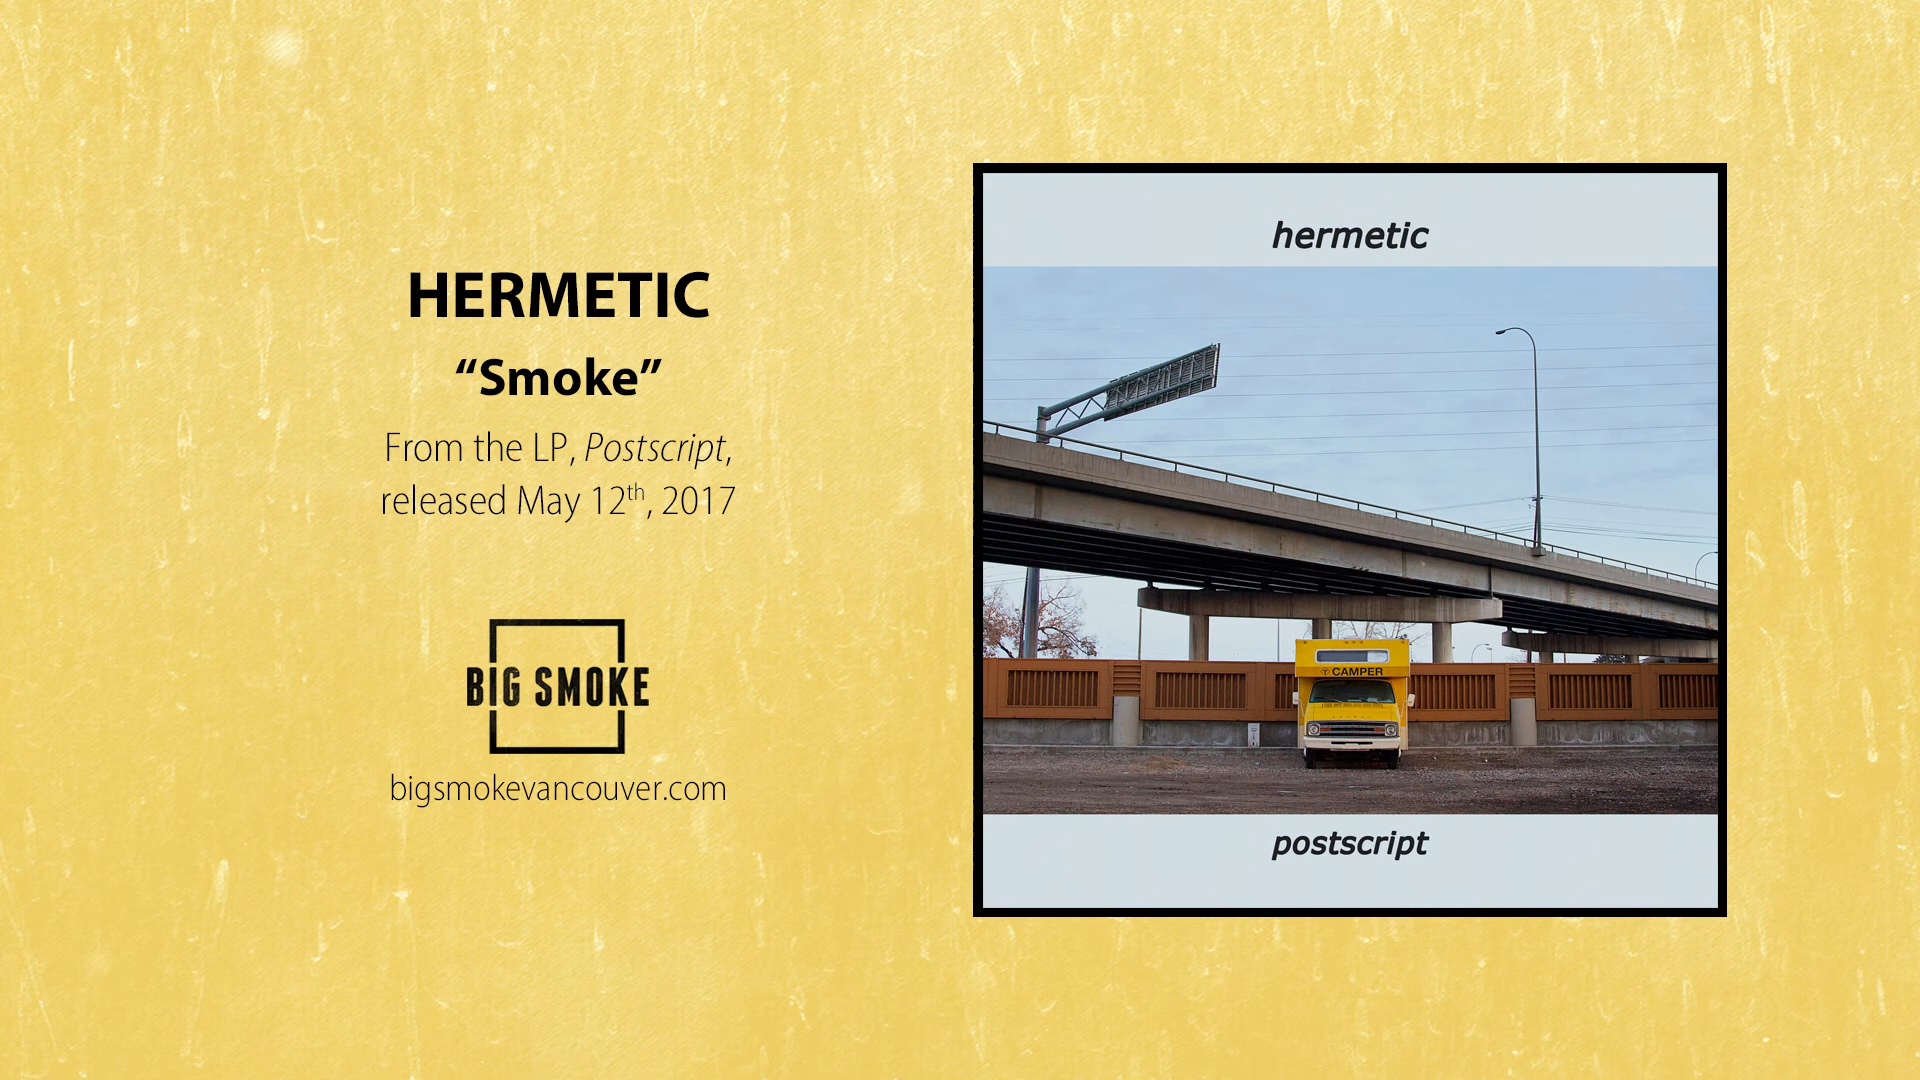 HERMETIC
“Smoke”
From the LP, Postscript,
released May 12th, 2017
BIG SMOKE
bigsmokevancouver.com
hermetic
CAMPER
postscript